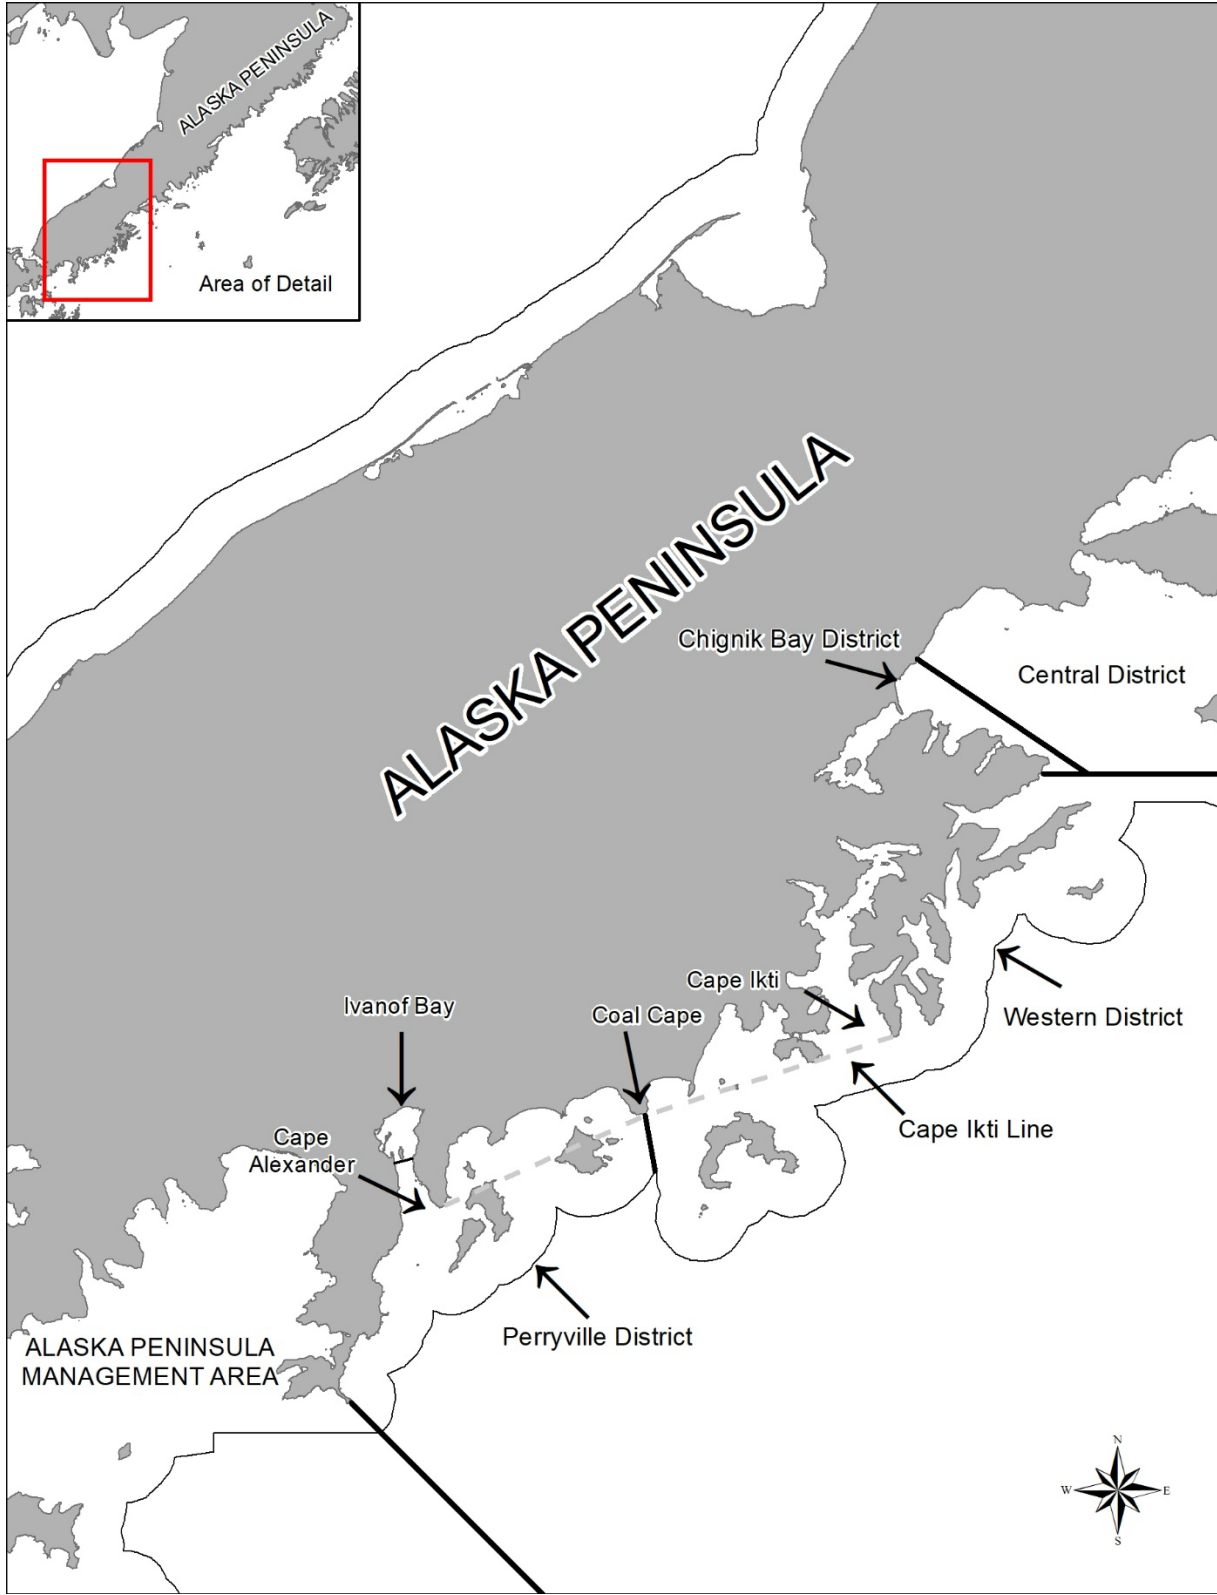 ALASKA PENINSULA
Area of Detail
ALASKA PENINSULA
Chignik Bay District
Central District
Cape Ikti
Ivanof Bay
Coal Cape
Western District
Cape Ikti Line
Cape
Alexander
Perryville District
ALASKA PENINSULA
MANAGEMENT AREA
N
W
E
S